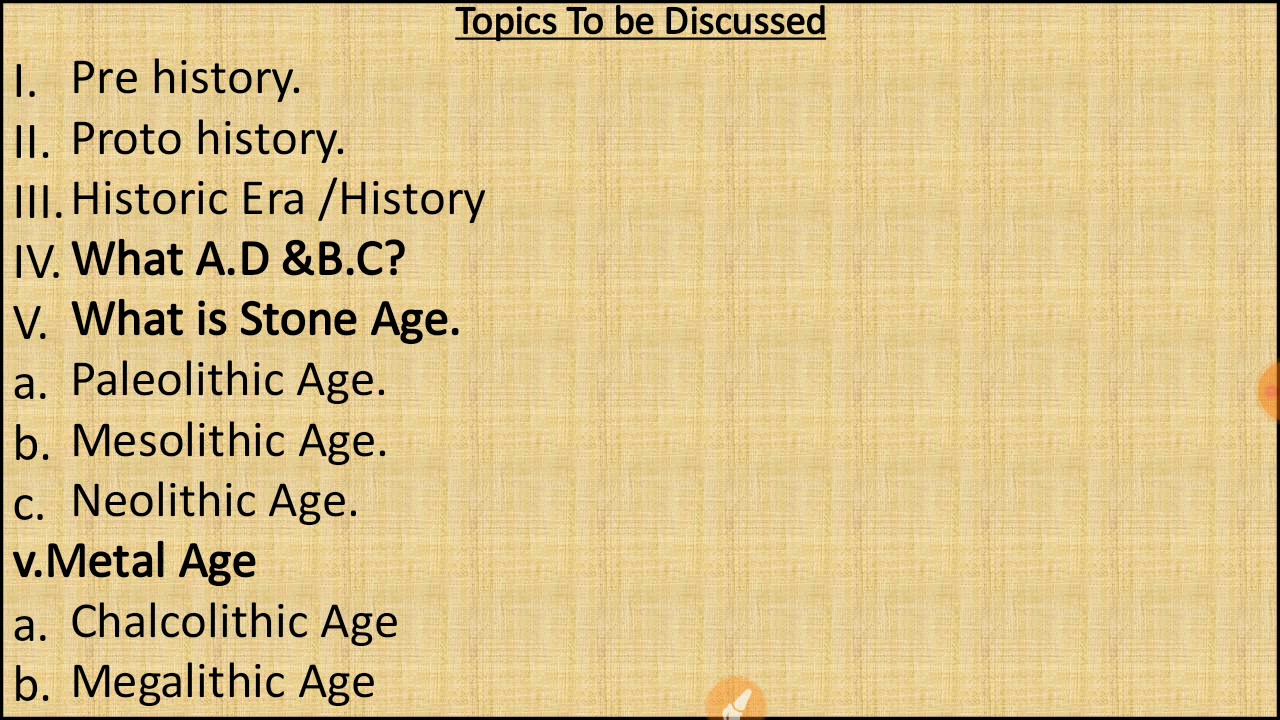 Topics To be Discussed
I. Pre history.
II. Proto history.
III. Historic Era /History
IV. What A.D &B.C?
V. What is Stone Age.
a. Paleolithic Age.
b. Mesolithic Age.
c. Neolithic Age.
v.Metal Age
a. Chalcolithic Age
b. Megalithic Age